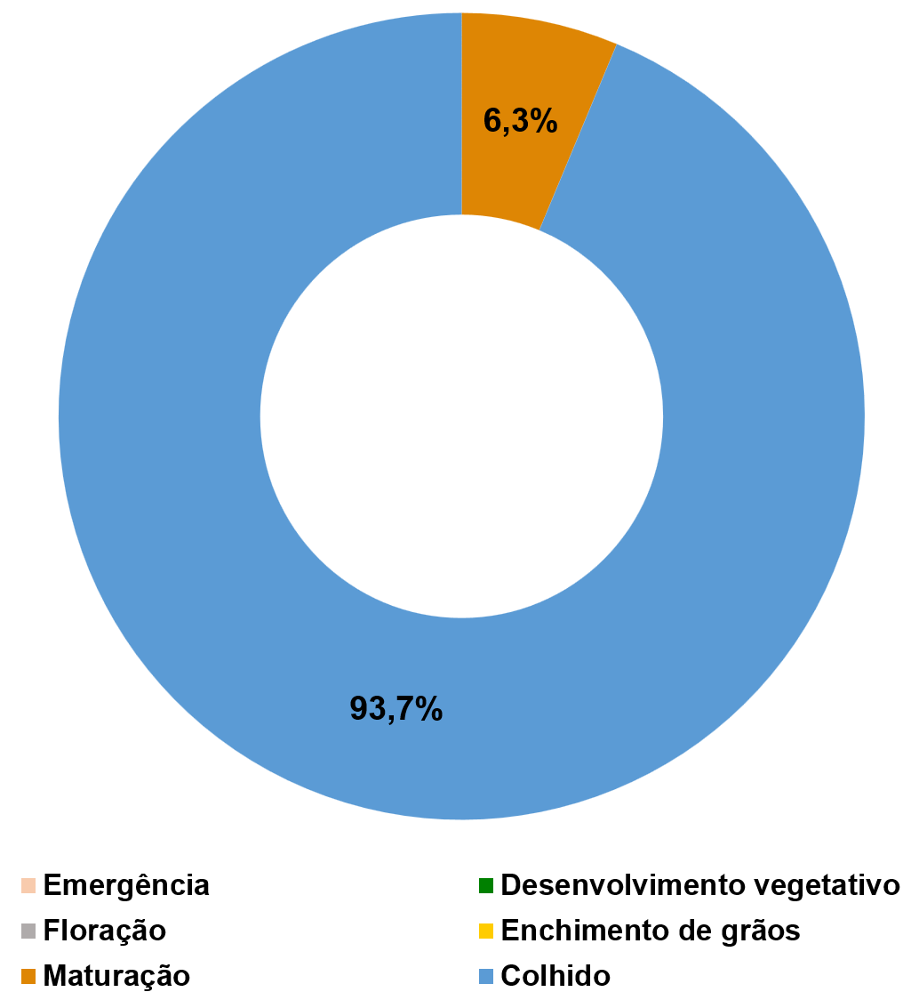 6,3%
93,7%
Emergência
Desenvolvimento vegetativo
Floração
Enchimento de grãos
Maturação
Colhido